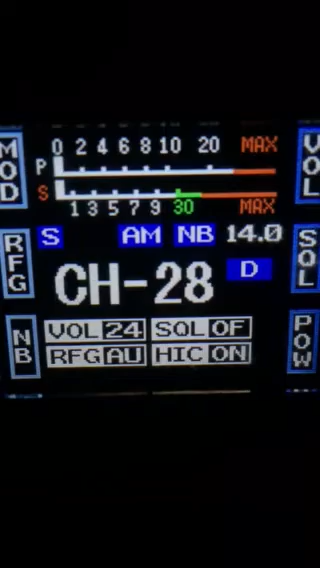 MOD
0 2 4 6 8 10 20 MAX
P
S
1 3 5 7 9 30 MAX
VOL
RFG
S AM NB 14.0
SQL
CH-28 D
NB
VOL 24 SQL OF
RFG AU HIC ON
POW